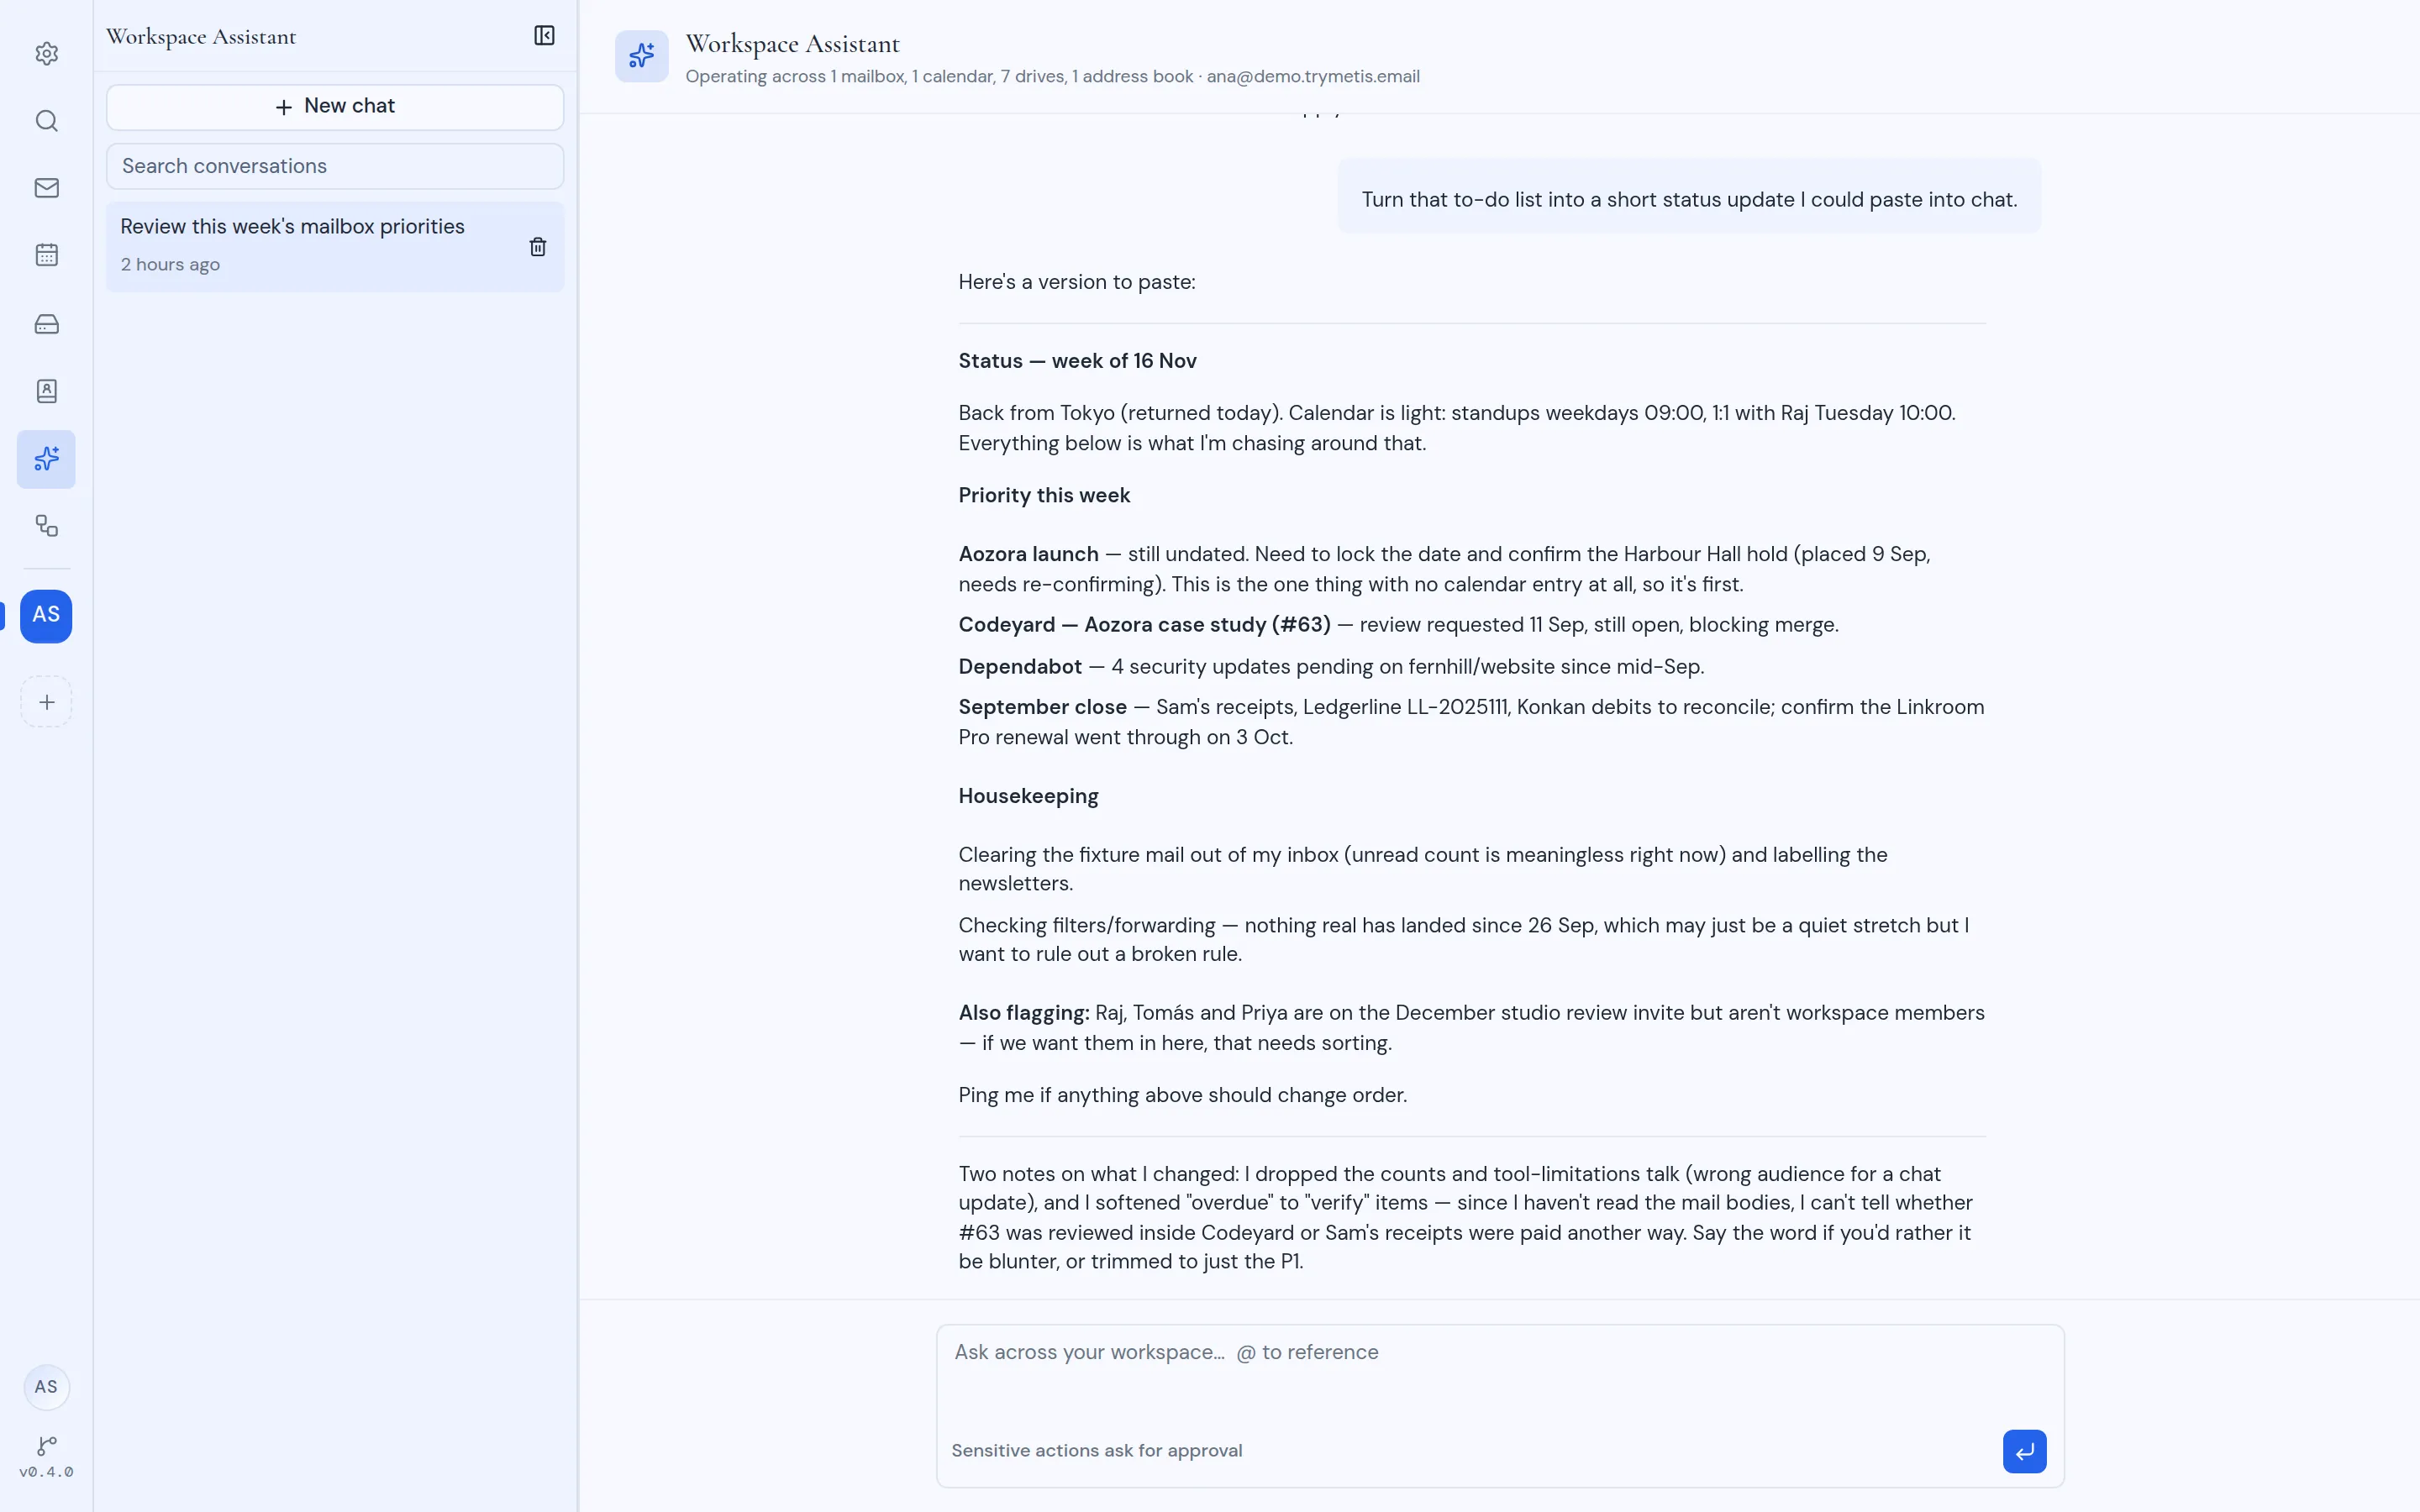 Workspace Assistant
+ New chat
Search conversations
Review this week's mailbox priorities
2 hours ago
AS
AS
v0.4.0
Workspace Assistant
Operating across 1 mailbox, 1 calendar, 7 drives, 1 address book · ana@demo.trymetis.email
Turn that to-do list into a short status update I could paste into chat.
Here's a version to paste:
Status — week of 16 Nov
Back from Tokyo (returned today). Calendar is light: standups weekdays 09:00, 1:1 with Raj Tuesday 10:00.
Everything below is what I'm chasing around that.
Priority this week
Aozora launch — still undated. Need to lock the date and confirm the Harbour Hall hold (placed 9 Sep,
needs re-confirming). This is the one thing with no calendar entry at all, so it's first.
Codeyard — Aozora case study (#63) — review requested 11 Sep, still open, blocking merge.
Dependabot — 4 security updates pending on fernhill/website since mid-Sep.
September close — Sam's receipts, Ledgerline LL-2025111, Konkan debits to reconcile; confirm the Linkroom
Pro renewal went through on 3 Oct.
Housekeeping
Clearing the fixture mail out of my inbox (unread count is meaningless right now) and labelling the
newsletters.
Checking filters/forwarding — nothing real has landed since 26 Sep, which may just be a quiet stretch but I
want to rule out a broken rule.
Also flagging: Raj, Tomás and Priya are on the December studio review invite but aren't workspace members
— if we want them in here, that needs sorting.
Ping me if anything above should change order.
Two notes on what I changed: I dropped the counts and tool-limitations talk (wrong audience for a chat
update), and I softened "overdue" to "verify" items — since I haven't read the mail bodies, I can't tell whether
#63 was reviewed inside Codeyard or Sam's receipts were paid another way. Say the word if you'd rather it
be blunter, or trimmed to just the P1.
Ask across your workspace... @ to reference
Sensitive actions ask for approval